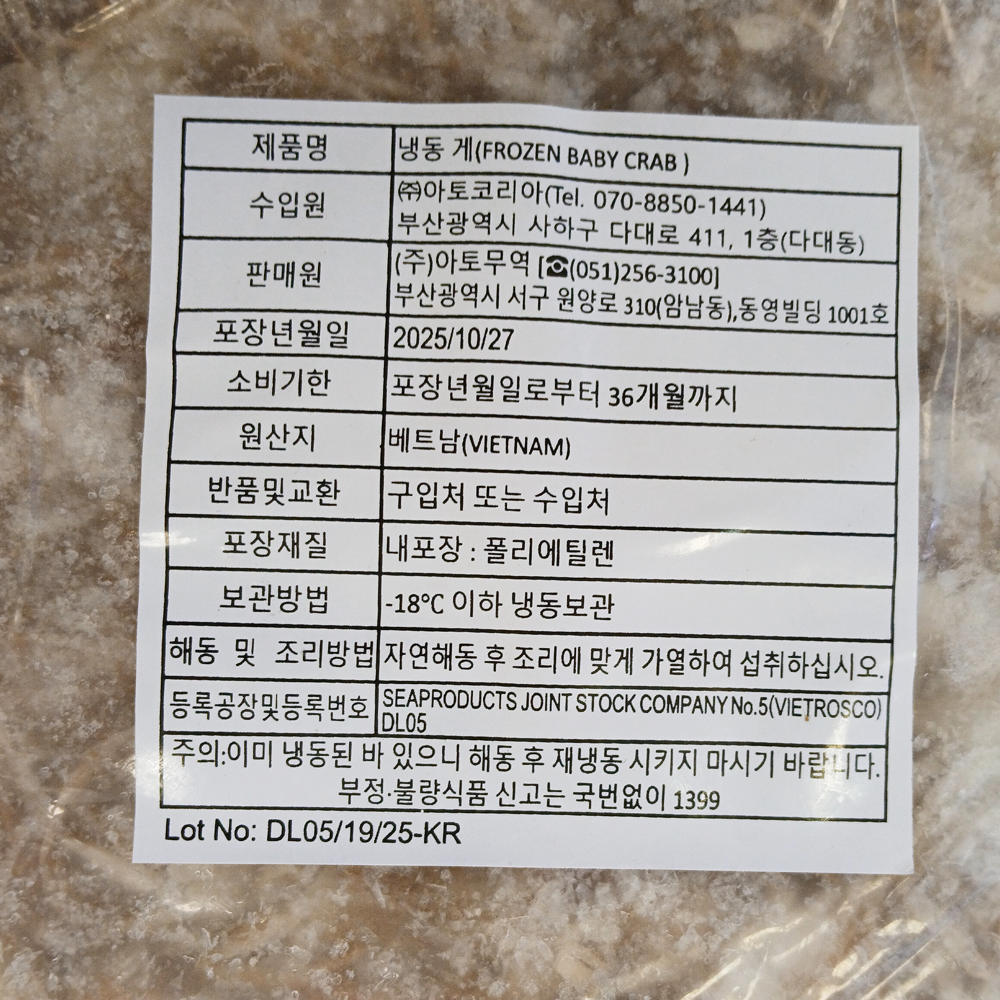 제품명 냉동 게(FROZEN BABY CRAB )
수입원 ㈜아토코리아(Tel. 070-8850-1441)
부산광역시 사하구 다대로 411, 1층(다대동)
판매원 (주)아토무역 [☎(051)256-3100]
부산광역시 서구 원양로 310(암남동),동영빌딩 1001호
포장년월일 2025/10/27
소비기한 포장년월일로부터 36개월까지
원산지 베트남(VIETNAM)
반품및교환 구입처 또는 수입처
포장재질 내포장 : 폴리에틸렌
보관방법 -18°C 이하 냉동보관
해동 및 조리방법 자연해동 후 조리에 맞게 가열하여 섭취하십시오.
등록공장및등록번호 SEAPRODUCTS JOINT STOCK COMPANY No.5(VIETROSCO)
DL05
주의:이미 냉동된 바 있으니 해동 후 재냉동 시키지 마시기 바랍니다.
부정·불량식품 신고는 국번없이 1399
Lot No: DL05/19/25-KR